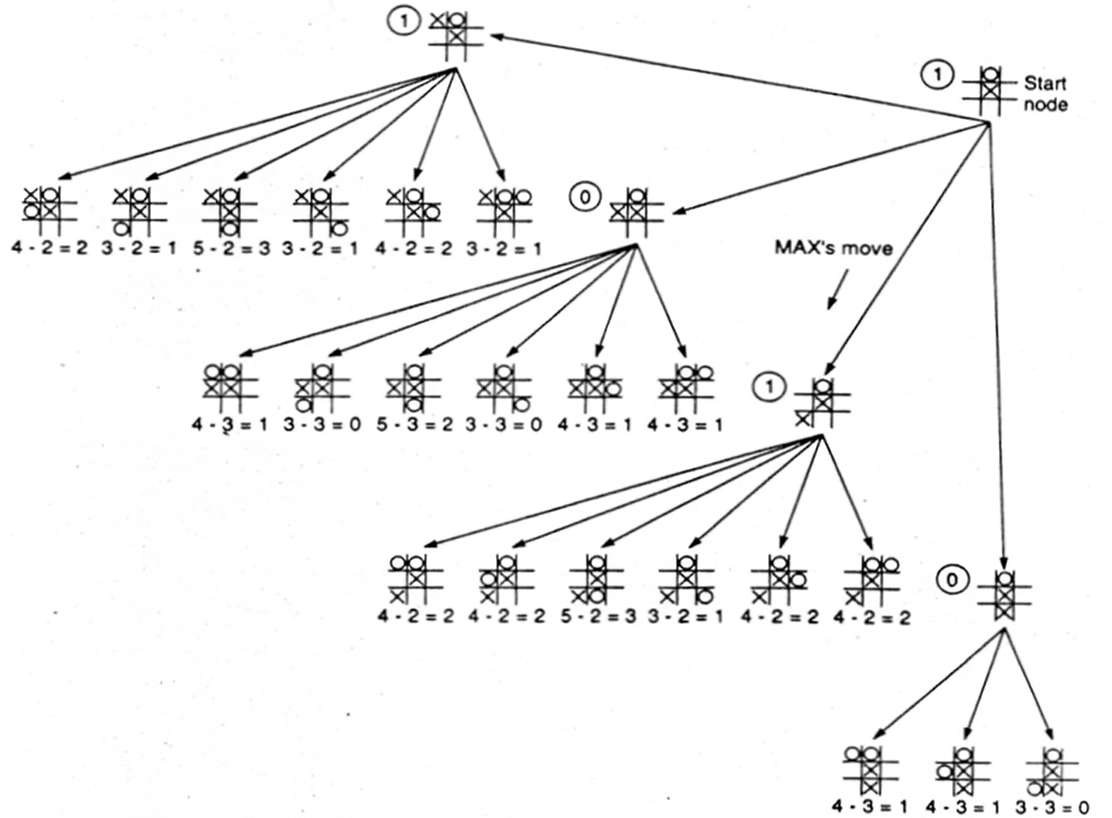 1
1
Start
node
0
4 - 2 = 2 3 - 2 = 1 5 - 2 = 3 3 - 2 = 1 4 - 2 = 2 3 - 2 = 1
MAX's move
1
4 - 3 = 1 3 - 3 = 0 5 - 3 = 2 3 - 3 = 0 4 - 3 = 1 4 - 3 = 1
0
4 - 2 = 2 4 - 2 = 2 5 - 2 = 3 3 - 2 = 1 4 - 2 = 2 4 - 2 = 2
4 - 3 = 1 4 - 3 = 1 3 - 3 = 0